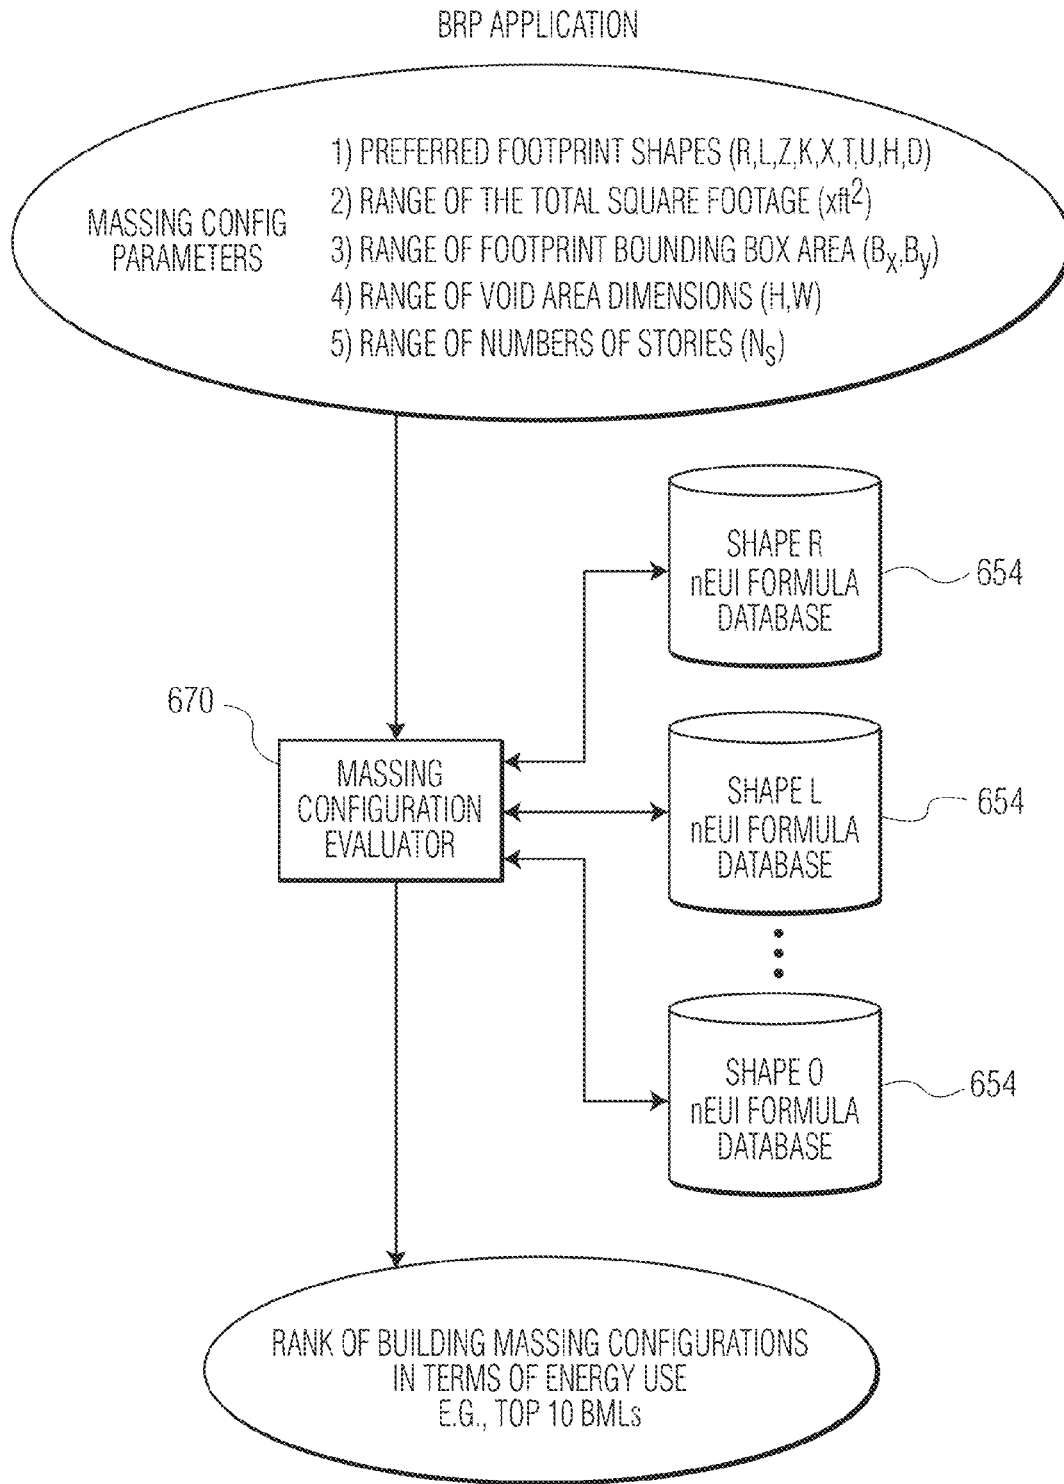 BRP APPLICATION
MASSING CONFIG
PARAMETERS
1) PREFERRED FOOTPRINT SHAPES (R,L,Z,K,X,T,U,H,D)
2) RANGE OF THE TOTAL SQUARE FOOTAGE (xft²)
3) RANGE OF FOOTPRINT BOUNDING BOX AREA (Bx,By)
4) RANGE OF VOID AREA DIMENSIONS (H,W)
5) RANGE OF NUMBERS OF STORIES (NS)
SHAPE R
nEUI FORMULA
DATABASE
654
670
MASSING
CONFIGURATION
EVALUATOR
SHAPE L
nEUI FORMULA
DATABASE
654
SHAPE O
nEUI FORMULA
DATABASE
654
RANK OF BUILDING MASSING CONFIGURATIONS
IN TERMS OF ENERGY USE
E.G., TOP 10 BMLs